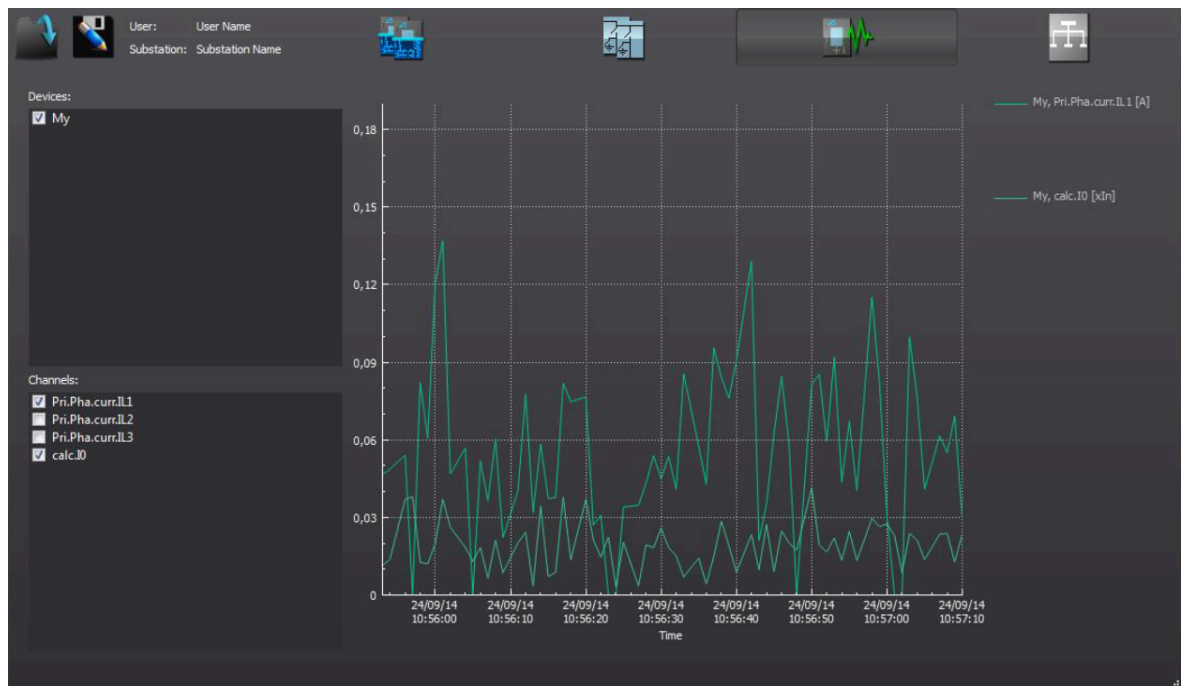 User: User Name
Substation: Substation Name
Devices:
My
Channels:
Pri.Pha.curr.IL1
Pri.Pha.curr.IL2
Pri.Pha.curr.IL3
calc.I0
0,18
0,15
0,12
0,09
0,06
0,03
0
24/09/14 24/09/14 24/09/14 24/09/14 24/09/14 24/09/14 24/09/14 24/09/14
10:56:00 10:56:10 10:56:20 10:56:30 10:56:40 10:56:50 10:57:00 10:57:10
Time
My, Pri.Pha.curr.IL1 [A]
My, calc.I0 [xIn]